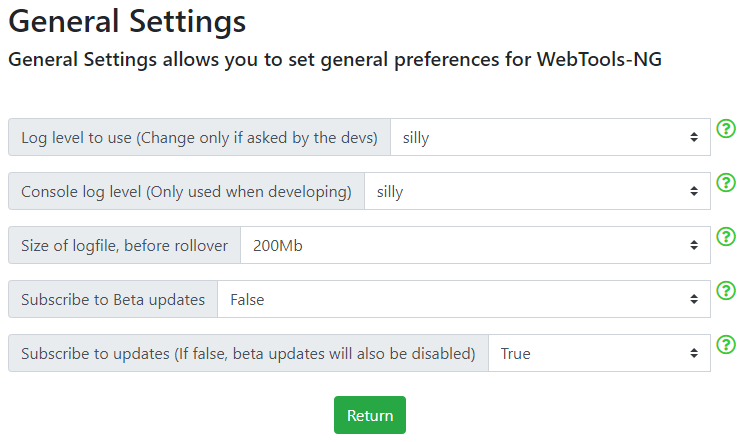 General Settings
General Settings allows you to set general preferences for WebTools-NG
Log level to use (Change only if asked by the devs) silly
Console log level (Only used when developing) silly
Size of logfile, before rollover 200Mb
Subscribe to Beta updates False
Subscribe to updates (If false, beta updates will also be disabled) True
Return